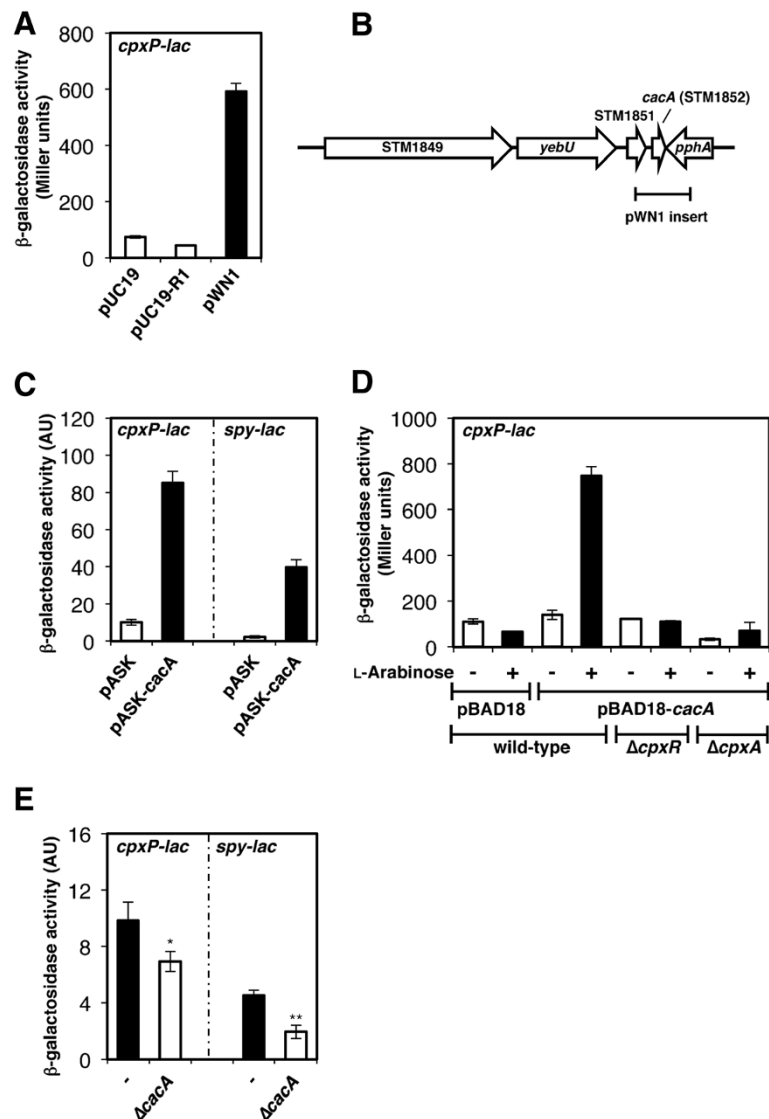 A
cpxP-lac
β-galactosidase activity
(Miller units)
800
600
400
200
0
pUC19
pUC19-R1
pWN1
B
cacA (STM1852)
STM1851
STM1849
yebU
pphA
pWN1 insert
C
cpxP-lac
spy-lac
β-galactosidase activity (AU)
120
100
80
60
40
20
0
pASK
pASK-cacA
pASK
pASK-cacA
D
cpxP-lac
β-galactosidase activity
(Miller units)
1000
800
600
400
200
0
L-Arabinose - + - + - + - +
pBAD18 pBAD18-cacA
wild-type ΔcpxR ΔcpxA
E
cpxP-lac
spy-lac
β-galactosidase activity (AU)
16
12
8
4
0
*
**
-
ΔcacA
-
ΔcacA